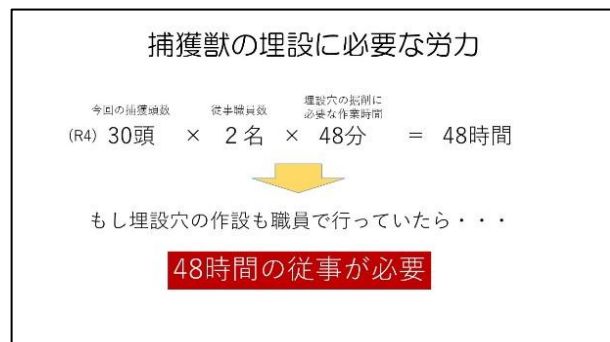 捕獲獣の埋設に必要な労力
今回の捕獲頭数
従事職員数
埋設穴の掘削に
必要な作業時間
(R4) 30頭 × 2名 × 48分 = 48時間
もし埋設穴の作設も職員で行っていたら・・・
48時間の従事が必要